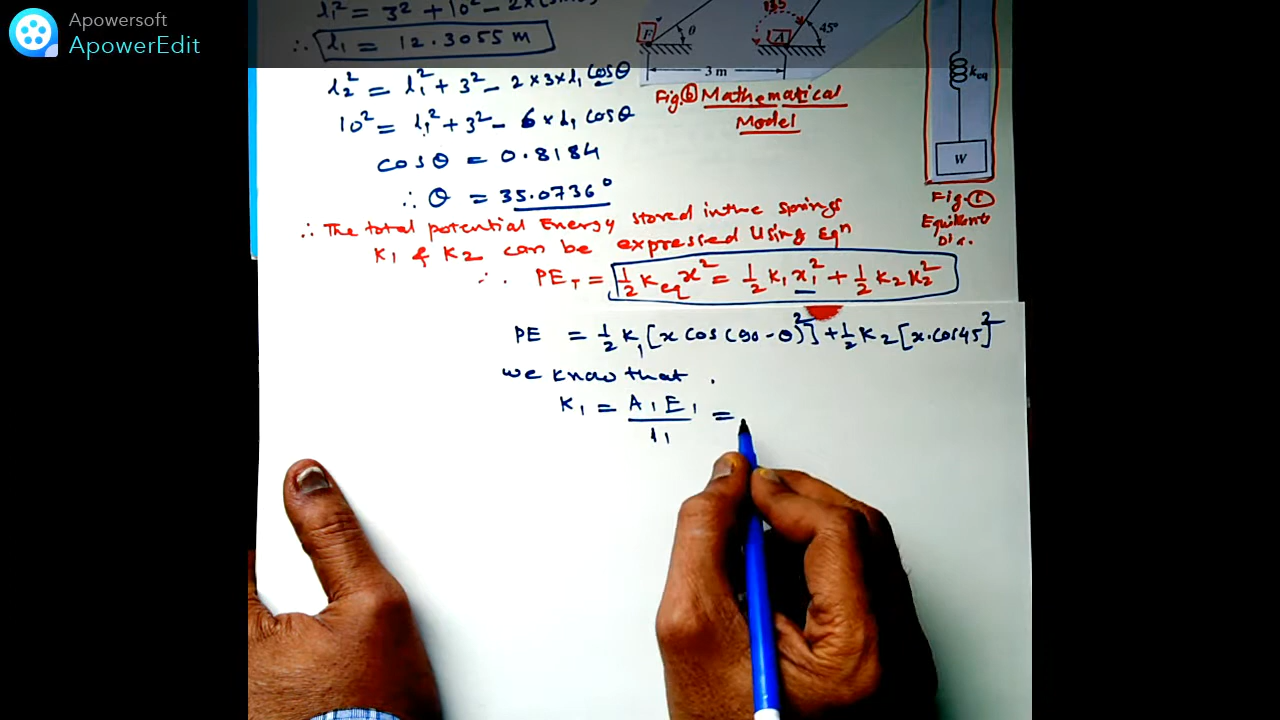 Apowersoft
ApowerEdit
l₁² = 3² + 10² - 2×
∴ l₁ = 12.3055 m
l₂² = l₁² + 3² - 2×3×l₁ cosθ
10² = l₁² + 3² - 6×l₁ cosθ
cosθ = 0.8184
∴ θ = 35.0736°
∴ The total potential Energy stored in the springs
K₁ & K₂ can be expressed Using Eqⁿ
∴ PE_T = ½ K_eq x² = ½ K₁ x₁² + ½ K₂ x₂²
PE = ½ K₁ [x cos(90-θ)²] + ½ K₂ [x.cos45]²
we know that .
K₁ = A₁E₁ / l₁ =
F
θ
135
A
45°
3 m
Fig. ⓑ Mathematical
Model
k_eq
W
Fig. ⓒ
Dia.